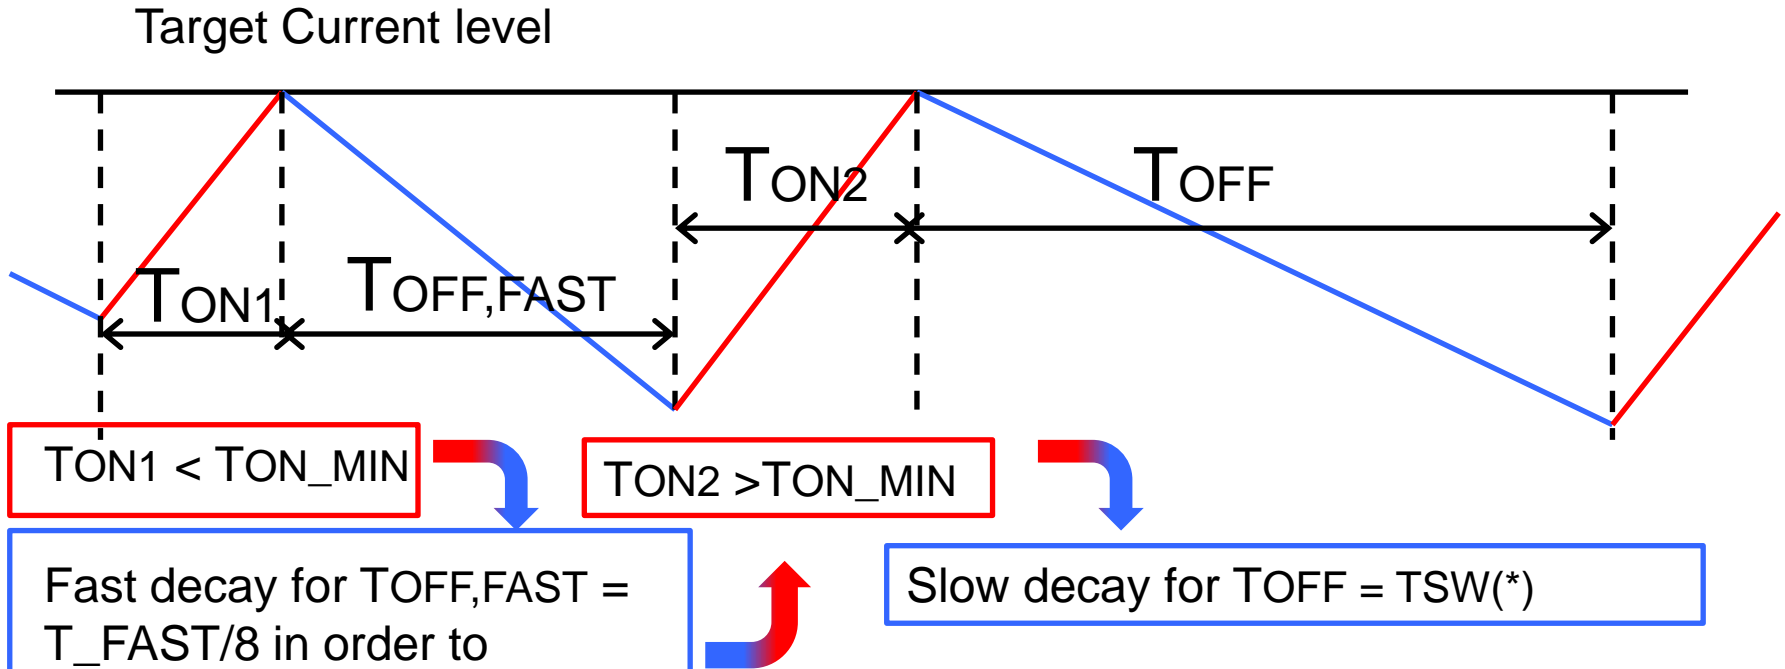 Target Current level
TON2
TOFF
TON1
TOFF,FAST
TON1 < TON_MIN
TON2 >TON_MIN
Fast decay for TOFF,FAST =
T_FAST/8 in order to
Slow decay for TOFF = TSW(*)